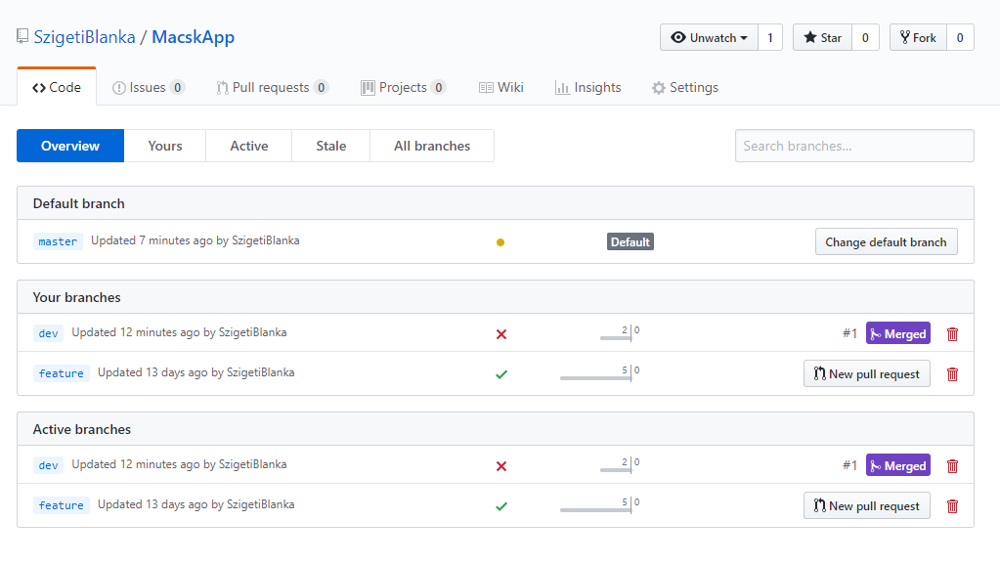 SzigetiBlanka / MacskApp Unwatch 1 Star 0 Fork 0
Code Issues 0 Pull requests 0 Projects 0 Wiki Insights Settings
Overview Yours Active Stale All branches Search branches...
Default branch
master Updated 7 minutes ago by SzigetiBlanka Default Change default branch
Your branches
dev Updated 12 minutes ago by SzigetiBlanka 2 0 #1 Merged
feature Updated 13 days ago by SzigetiBlanka 5 0 New pull request
Active branches
dev Updated 12 minutes ago by SzigetiBlanka 2 0 #1 Merged
feature Updated 13 days ago by SzigetiBlanka 5 0 New pull request